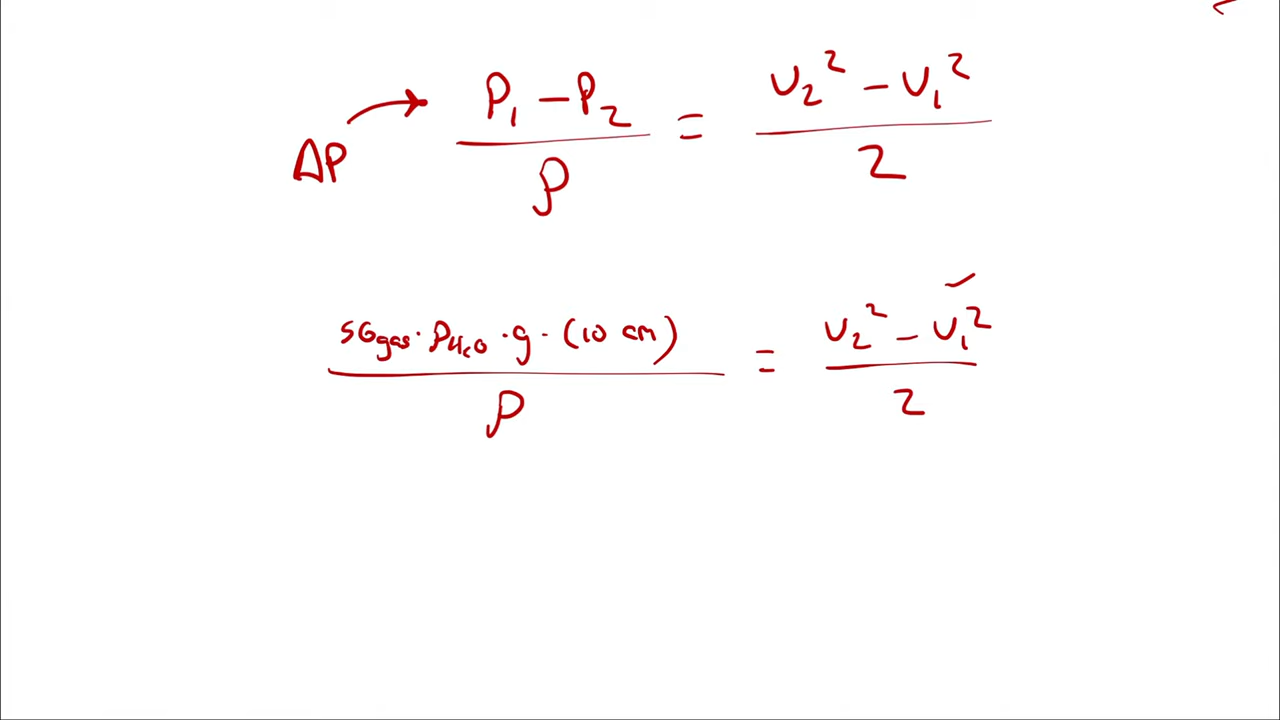 ΔP → (P₁ − P₂)/ρ = (v₂² − v₁²)/2
(SGgas · ρH₂O · g · (10 cm))/ρ = (v₂² − v₁²)/2